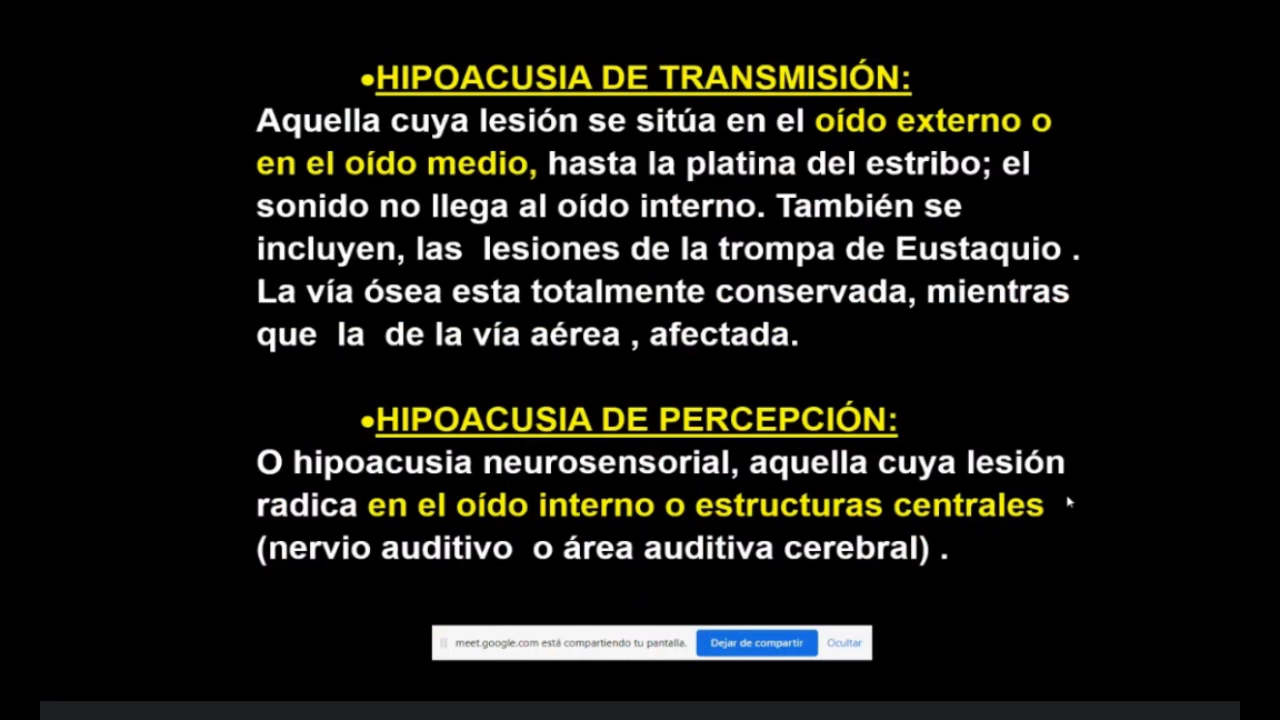 •HIPOACUSIA DE TRANSMISIÓN:
Aquella cuya lesión se sitúa en el oído externo o
en el oído medio, hasta la platina del estribo; el
sonido no llega al oído interno. También se
incluyen, las  lesiones de la trompa de Eustaquio .
La vía ósea esta totalmente conservada, mientras
que  la  de la vía aérea , afectada.
•HIPOACUSIA DE PERCEPCIÓN:
O hipoacusia neurosensorial, aquella cuya lesión
radica en el oído interno o estructuras centrales
(nervio auditivo  o área auditiva cerebral) .
meet.google.com está compartiendo tu pantalla. Dejar de compartir Ocultar